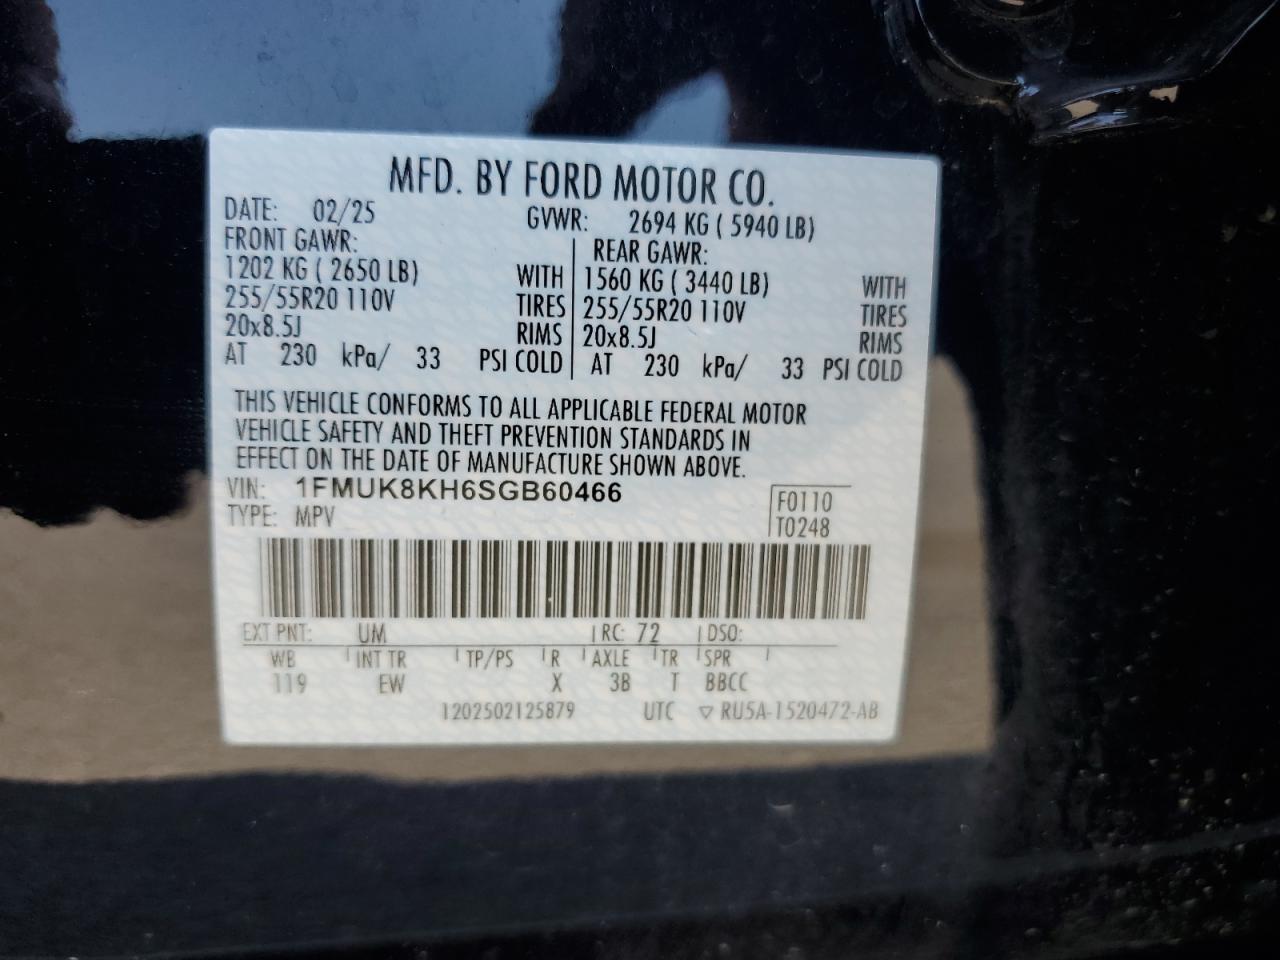 MFD. BY FORD MOTOR CO.
DATE: 02/25 GVWR: 2694 KG ( 5940 LB)
FRONT GAWR: REAR GAWR:
1202 KG ( 2650 LB) WITH 1560 KG ( 3440 LB) WITH
255/55R20 110V TIRES 255/55R20 110V TIRES
20x8.5J RIMS 20x8.5J RIMS
AT 230 kPa/ 33 PSI COLD AT 230 kPa/ 33 PSI COLD
THIS VEHICLE CONFORMS TO ALL APPLICABLE FEDERAL MOTOR
VEHICLE SAFETY AND THEFT PREVENTION STANDARDS IN
EFFECT ON THE DATE OF MANUFACTURE SHOWN ABOVE.
VIN: 1FMUK8KH6SGB60466 F0110
TYPE: MPV T0248
EXT PNT: UM RC: 72 DSO:
WB INT TR TP/PS R AXLE TR SPR
119 EW X 38 T BBCC
1202502125879 UTC ▽ RU5A-1520472-AB